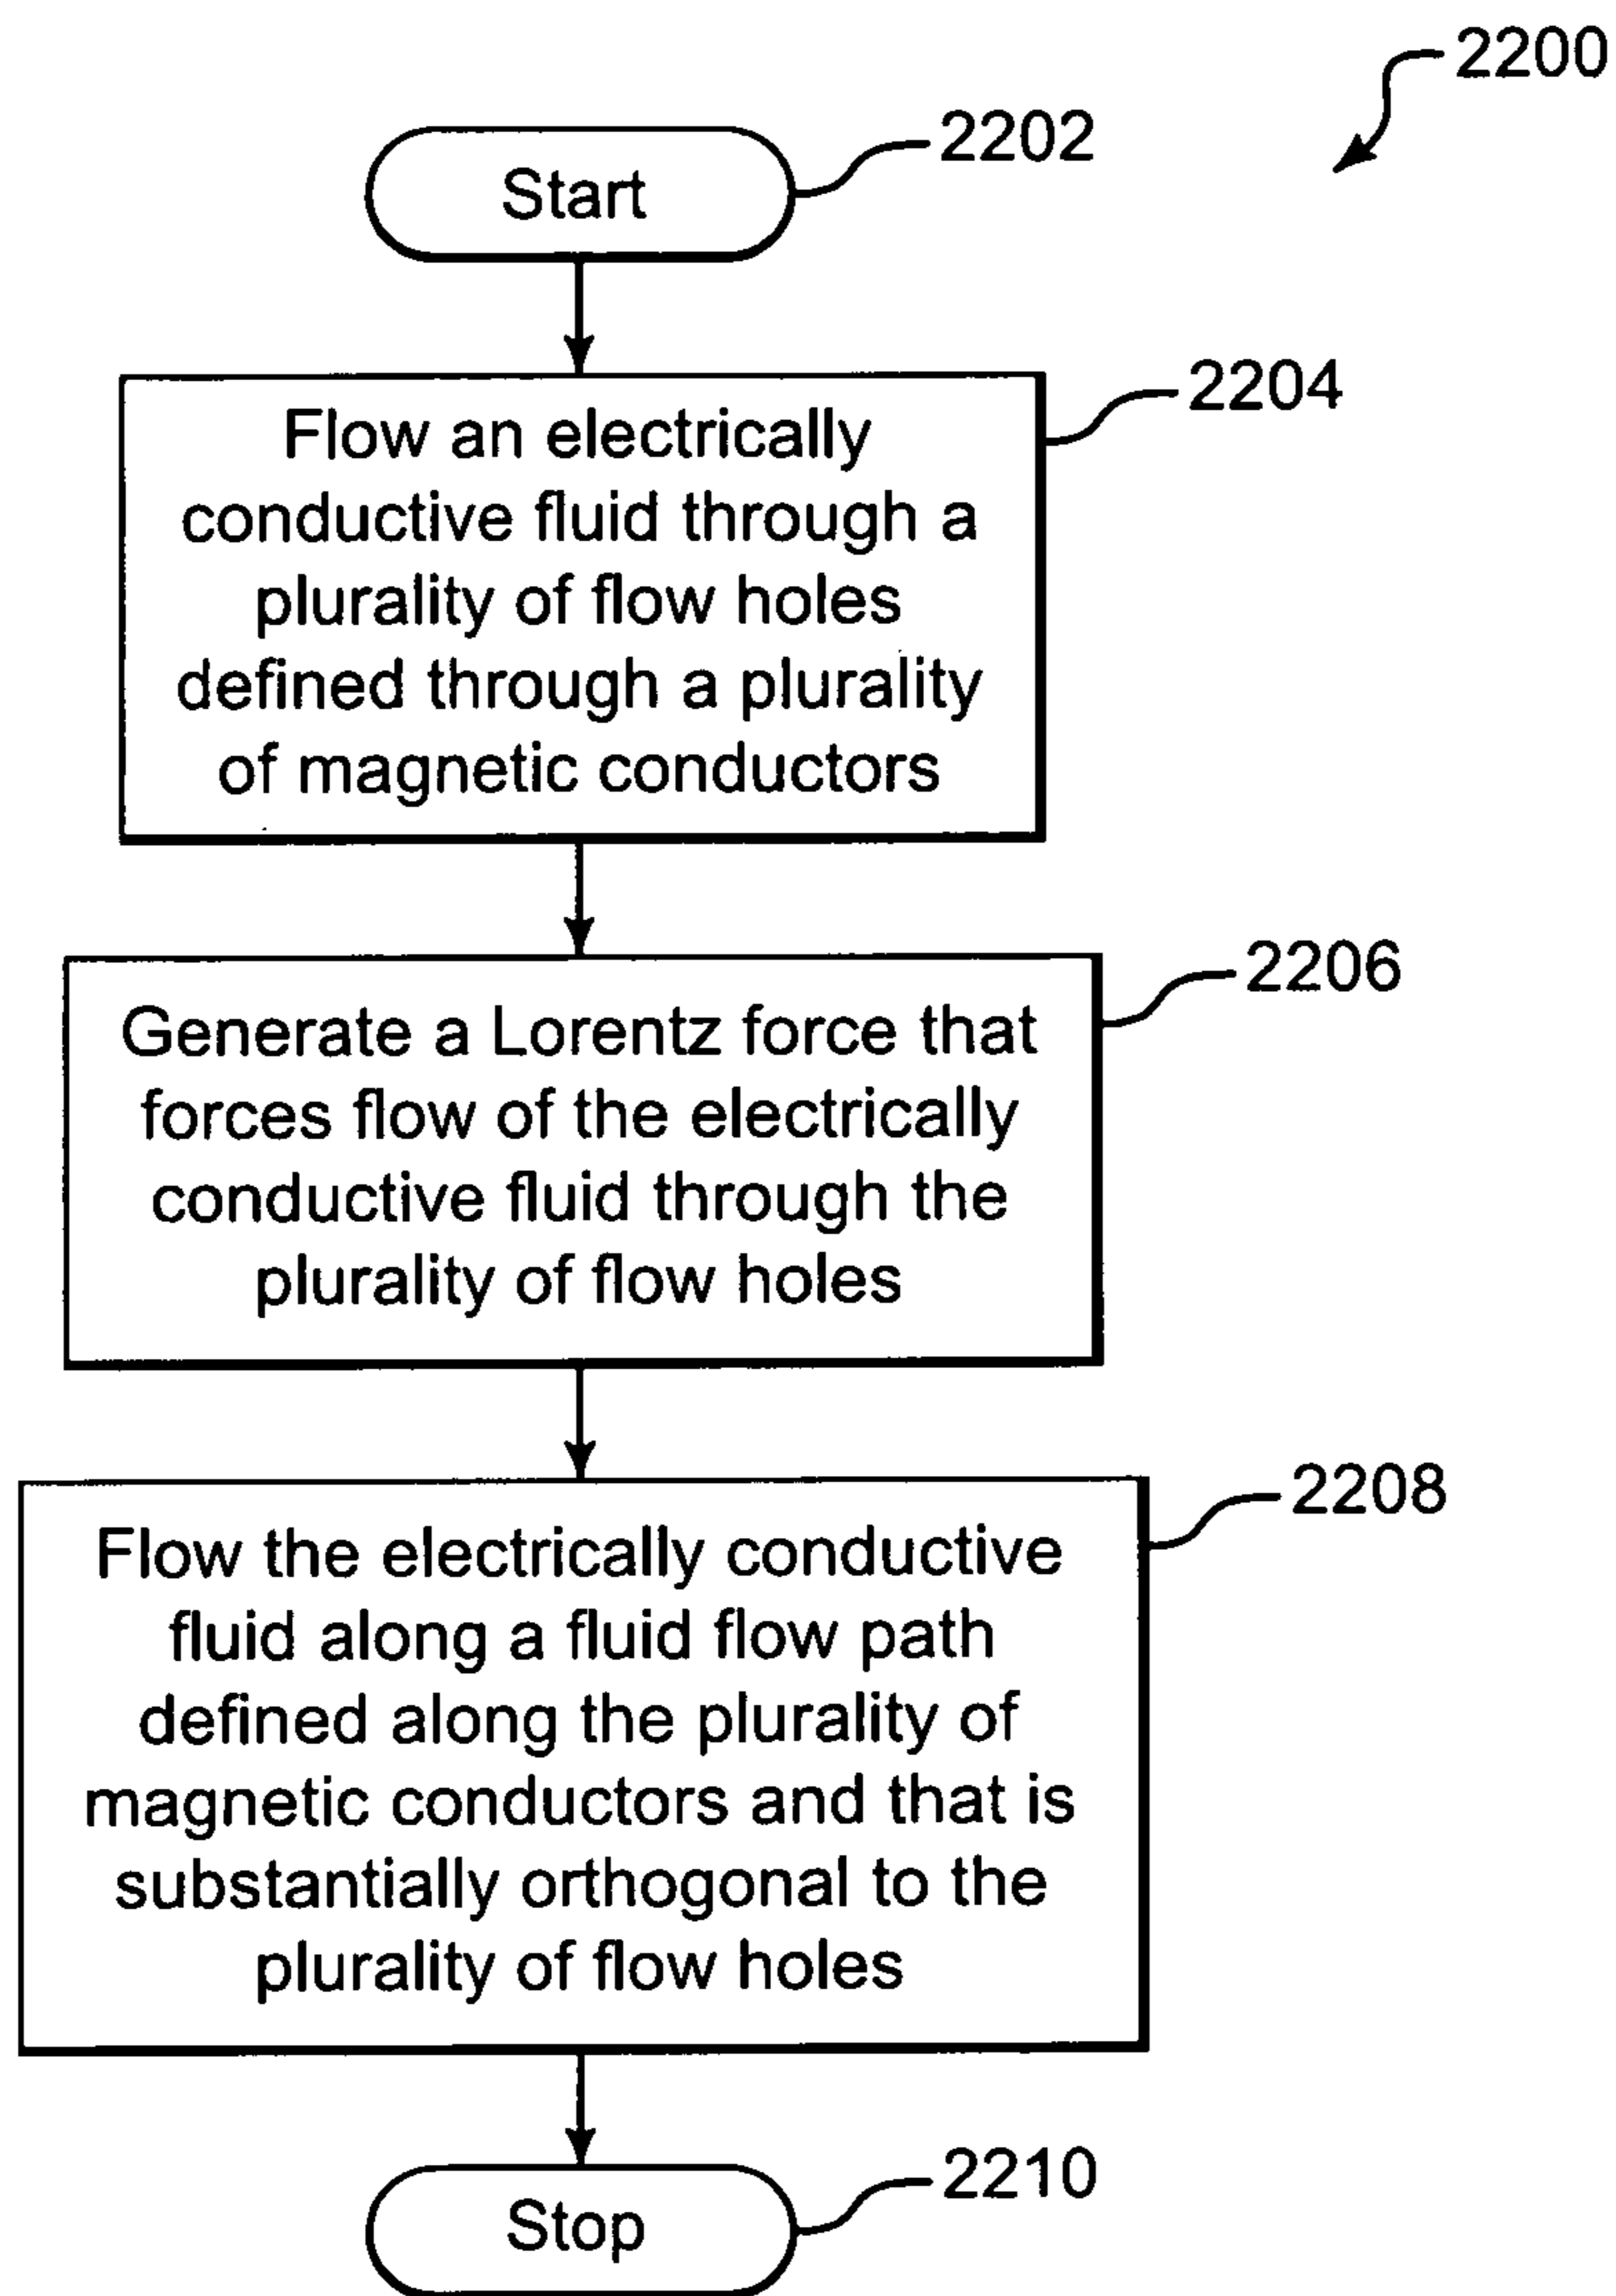 2200
Start
2202
Flow an electrically
conductive fluid through a
plurality of flow holes
defined through a plurality
of magnetic conductors
2204
Generate a Lorentz force that
forces flow of the electrically
conductive fluid through the
plurality of flow holes
2206
Flow the electrically conductive
fluid along a fluid flow path
defined along the plurality of
magnetic conductors and that is
substantially orthogonal to the
plurality of flow holes
2208
Stop
2210